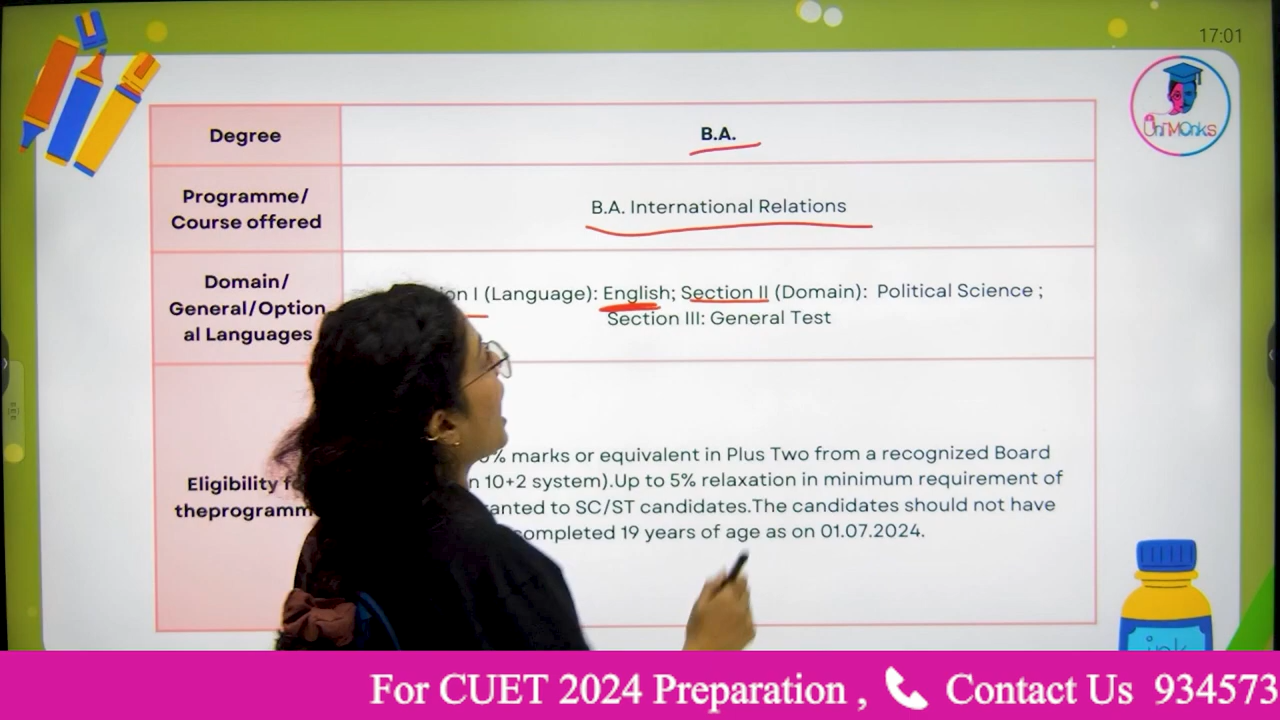 17:01
UniMonks
Degree
B.A.
Programme/
Course offered
B.A. International Relations
Domain/
General/Option
al Languages
I (Language): English; Section II (Domain): Political Science ;
Section III: General Test
Eligibility
theprogramm
marks or equivalent in Plus Two from a recognized Board
10+2 system).Up to 5% relaxation in minimum requirement of
to SC/ST candidates.The candidates should not have
completed 19 years of age as on 01.07.2024.
ink
For CUET 2024 Preparation , Contact Us 934573